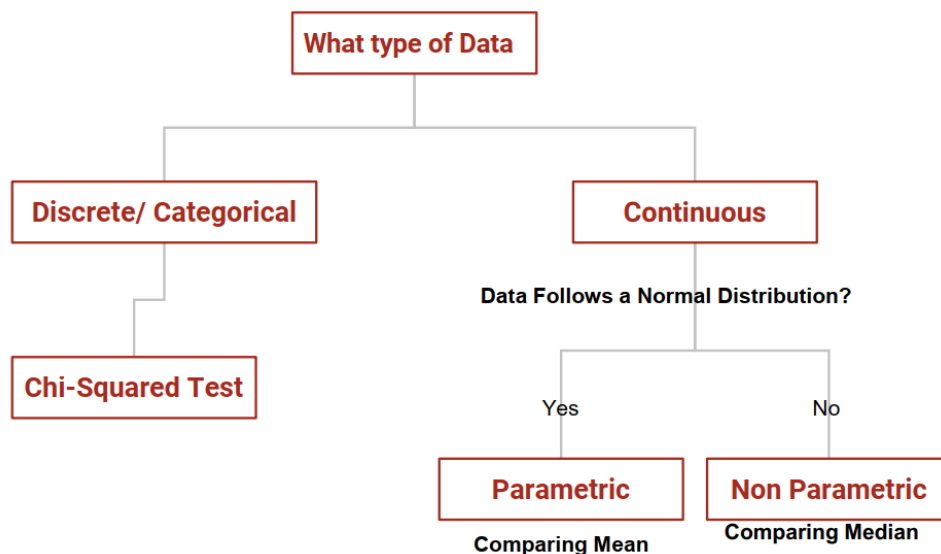 What type of Data
Discrete/ Categorical
Continuous
Data Follows a Normal Distribution?
Chi-Squared Test
Yes
No
Parametric
Non Parametric
Comparing Mean
Comparing Median